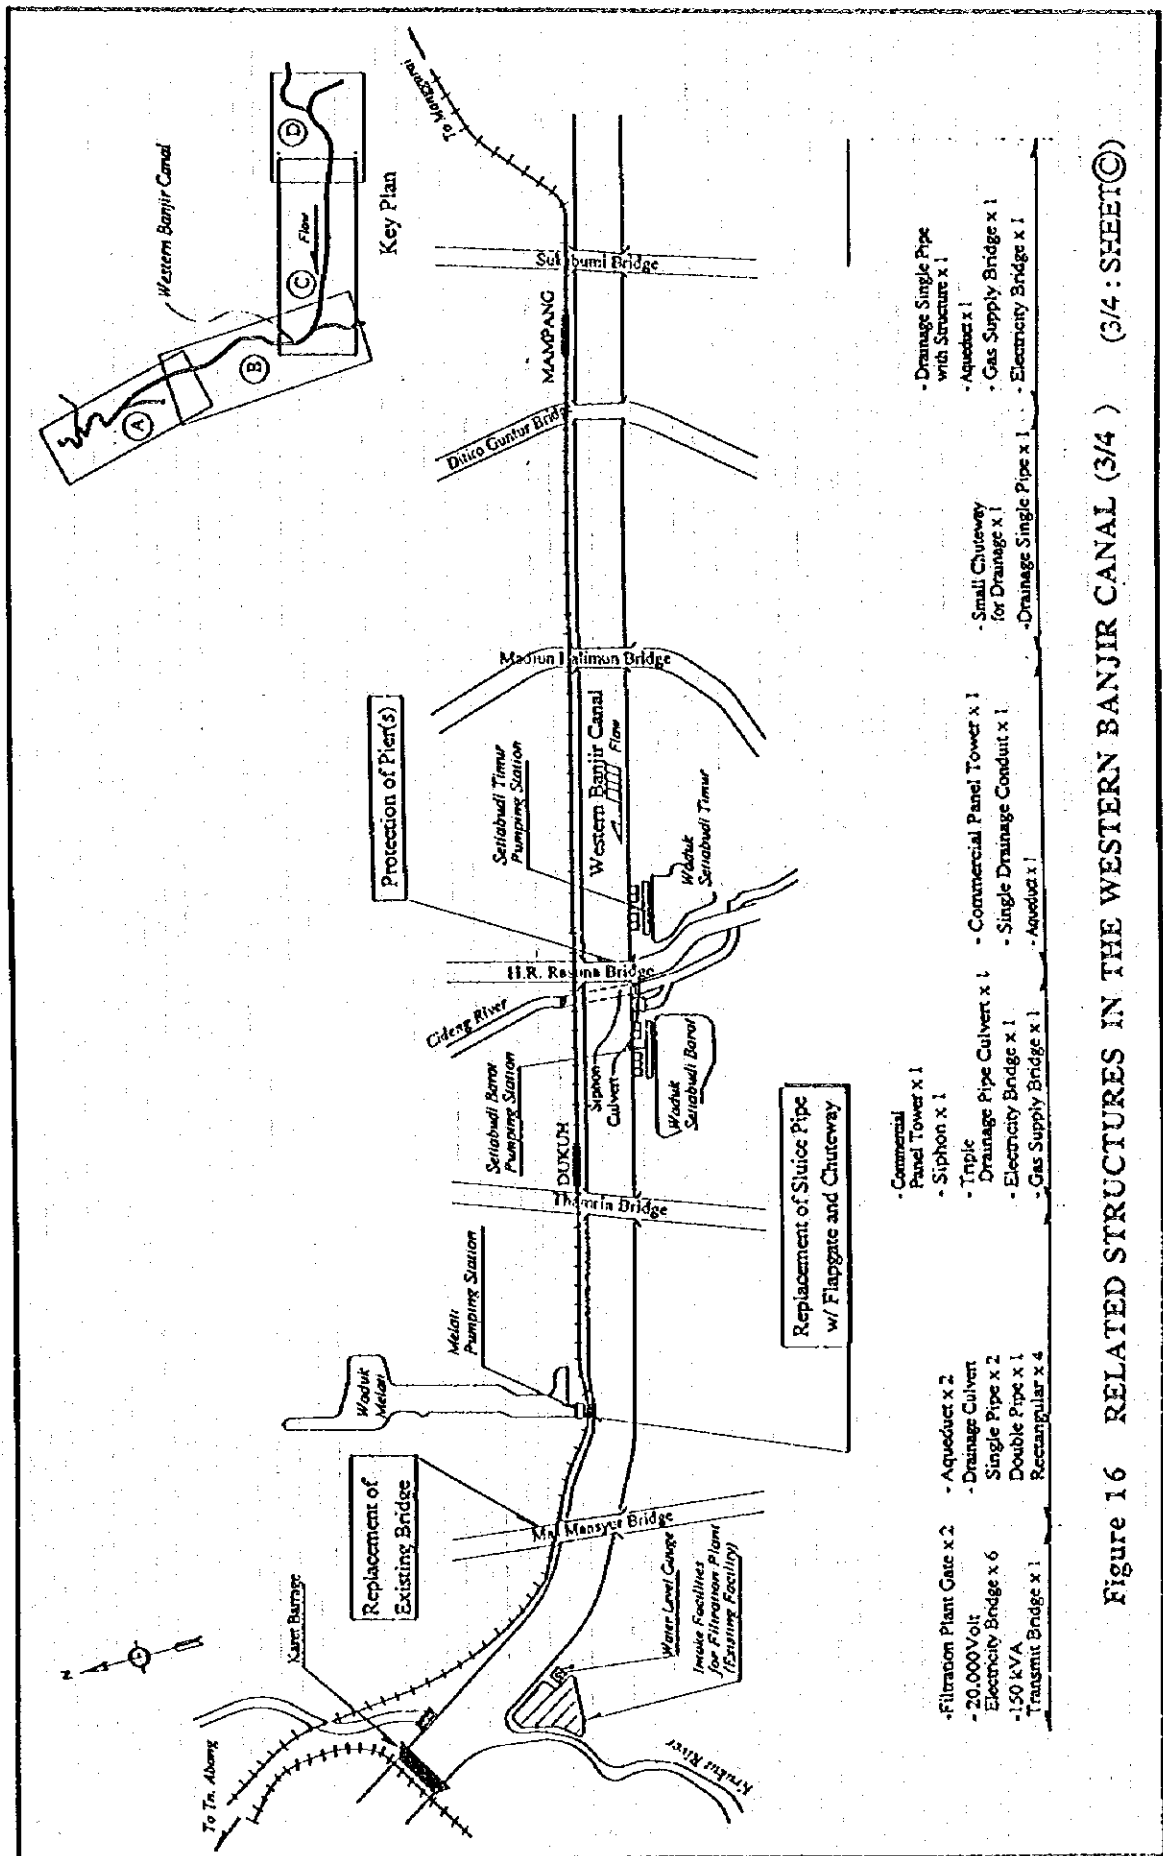 N
To Tn. Abang
Karet Barrage
Replacement of
Existing Bridge
Waduk
Melati
Melati
Pumping Station
Setiabudi Barat
Pumping Station
Cideng River
Protection of Pier(s)
Setiabudi Timur
Pumping Station
Ditico Guntur Bridge
MAMPANG
Sukabumi Bridge
To Manggarai
Western Banjir Canal
A
B
C
D
Flow
Key Plan
DUKUH
Siphon
Culvert
H.R. Rasuna Bridge
Western Banjir Canal
Flow
Madiun Halimun Bridge
Thamrin Bridge
Mas Mansyur Bridge
Water Level Gauge
Intake Facilities
for Filtration Plant
(Existing Facility)
Krukut River
Waduk
Setiabudi Barat
Waduk
Setiabudi Timur
Replacement of Sluice Pipe
w/ Flapgate and Chuteway
-Filtration Plant Gate x 2
- 20.000Volt
Electricity Bridge x 6
-150 kVA
Transmit Bridge x 1
- Aqueduct x 2
- Drainage Culvert
Single Pipe x 2
Double Pipe x 1
Rectangular x 4
- Commercial
Panel Tower x 1
- Siphon x 1
- Triple
Drainage Pipe Culvert x 1
- Electricity Bridge x 1
- Gas Supply Bridge x 1
- Commercial Panel Tower x 1
- Single Drainage Conduit x 1
- Aqueduct x 1
- Small Chuteway
for Drainage x 1
-Drainage Single Pipe x 1
- Drainage Single Pipe
with Structure x 1
-Aqueduct x 1
- Gas Supply Bridge x 1
- Electricity Bridge x 1
Figure 16 RELATED STRUCTURES IN THE WESTERN BANJIR CANAL (3/4) (3/4 : SHEET Ⓒ)